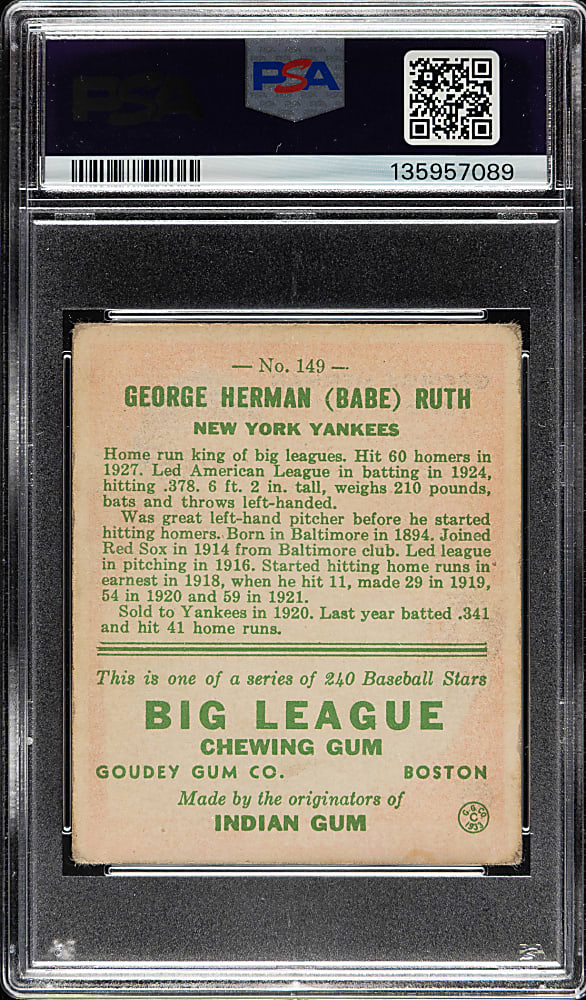 PSA
PSA
135957089
— No. 149 —
GEORGE HERMAN (BABE) RUTH
NEW YORK YANKEES
Home run king of big leagues. Hit 60 homers in
1927. Led American League in batting in 1924,
hitting .378. 6 ft. 2 in. tall, weighs 210 pounds,
bats and throws left-handed.
Was great left-hand pitcher before he started
hitting homers. Born in Baltimore in 1894. Joined
Red Sox in 1914 from Baltimore club. Led league
in pitching in 1916. Started hitting home runs in
earnest in 1918, when he hit 11, made 29 in 1919,
54 in 1920 and 59 in 1921.
Sold to Yankees in 1920. Last year batted .341
and hit 41 home runs.
This is one of a series of 240 Baseball Stars
BIG LEAGUE
CHEWING GUM
GOUDEY GUM CO. BOSTON
Made by the originators of
INDIAN GUM
G.G.CO.
C
1933